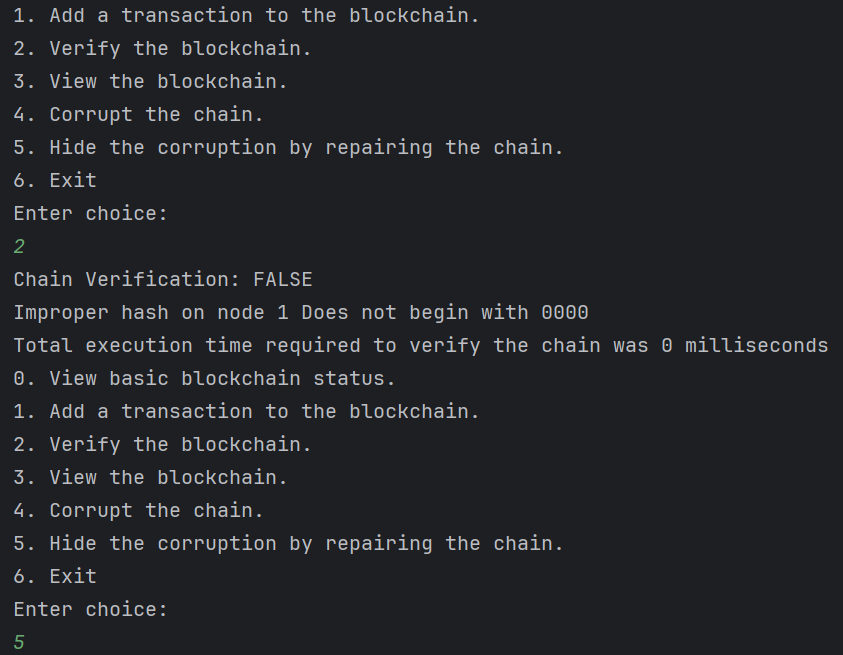 1. Add a transaction to the blockchain.
2. Verify the blockchain.
3. View the blockchain.
4. Corrupt the chain.
5. Hide the corruption by repairing the chain.
6. Exit
Enter choice:
2
Chain Verification: FALSE
Improper hash on node 1 Does not begin with 0000
Total execution time required to verify the chain was 0 milliseconds
0. View basic blockchain status.
1. Add a transaction to the blockchain.
2. Verify the blockchain.
3. View the blockchain.
4. Corrupt the chain.
5. Hide the corruption by repairing the chain.
6. Exit
Enter choice:
5